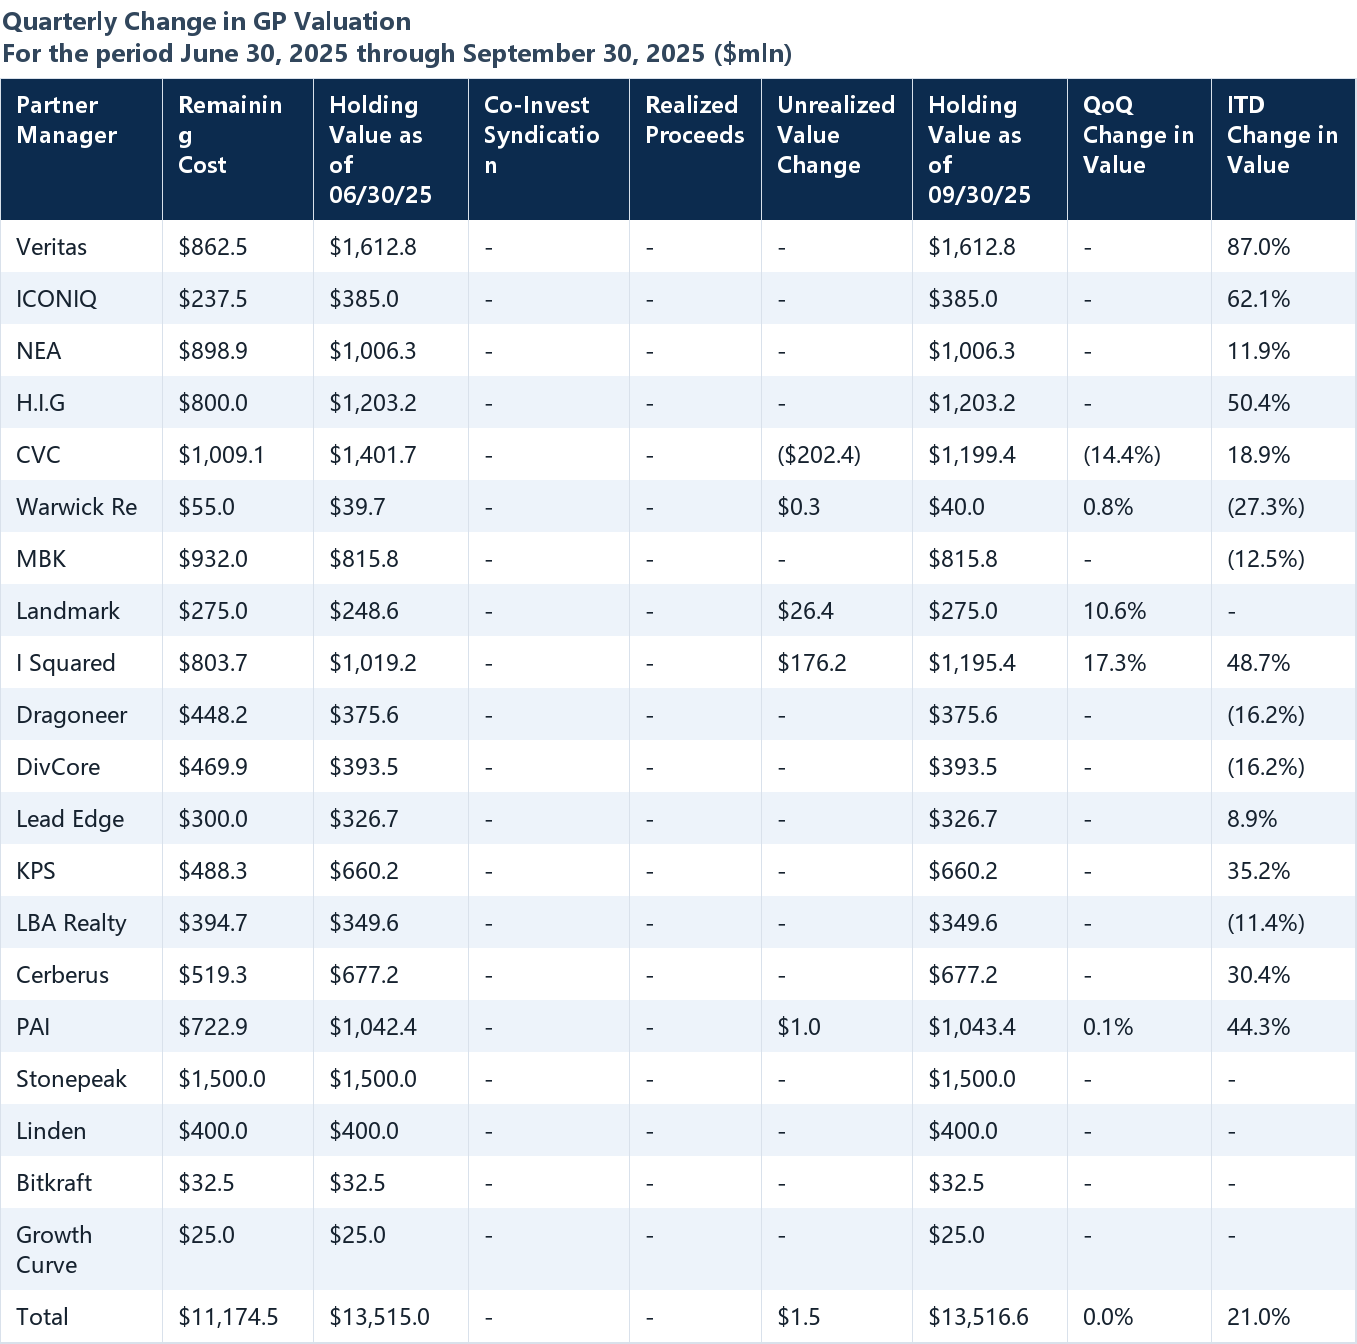 Quarterly Change in GP Valuation
For the period June 30, 2025 through September 30, 2025 ($mln)
Partner Manager Remainin g Cost Holding Value as of 06/30/25 Co-Invest Syndicatio n Realized Proceeds Unrealized Value Change Holding Value as of 09/30/25 QoQ Change in Value ITD Change in Value
Veritas $862.5 $1,612.8 - - - $1,612.8 - 87.0%
ICONIQ $237.5 $385.0 - - - $385.0 - 62.1%
NEA $898.9 $1,006.3 - - - $1,006.3 - 11.9%
H.I.G $800.0 $1,203.2 - - - $1,203.2 - 50.4%
CVC $1,009.1 $1,401.7 - - ($202.4) $1,199.4 (14.4%) 18.9%
Warwick Re $55.0 $39.7 - - $0.3 $40.0 0.8% (27.3%)
MBK $932.0 $815.8 - - - $815.8 - (12.5%)
Landmark $275.0 $248.6 - - $26.4 $275.0 10.6% -
I Squared $803.7 $1,019.2 - - $176.2 $1,195.4 17.3% 48.7%
Dragoneer $448.2 $375.6 - - - $375.6 - (16.2%)
DivCore $469.9 $393.5 - - - $393.5 - (16.2%)
Lead Edge $300.0 $326.7 - - - $326.7 - 8.9%
KPS $488.3 $660.2 - - - $660.2 - 35.2%
LBA Realty $394.7 $349.6 - - - $349.6 - (11.4%)
Cerberus $519.3 $677.2 - - - $677.2 - 30.4%
PAI $722.9 $1,042.4 - - $1.0 $1,043.4 0.1% 44.3%
Stonepeak $1,500.0 $1,500.0 - - - $1,500.0 - -
Linden $400.0 $400.0 - - - $400.0 - -
Bitkraft $32.5 $32.5 - - - $32.5 - -
Growth Curve $25.0 $25.0 - - - $25.0 - -
Total $11,174.5 $13,515.0 - - $1.5 $13,516.6 0.0% 21.0%